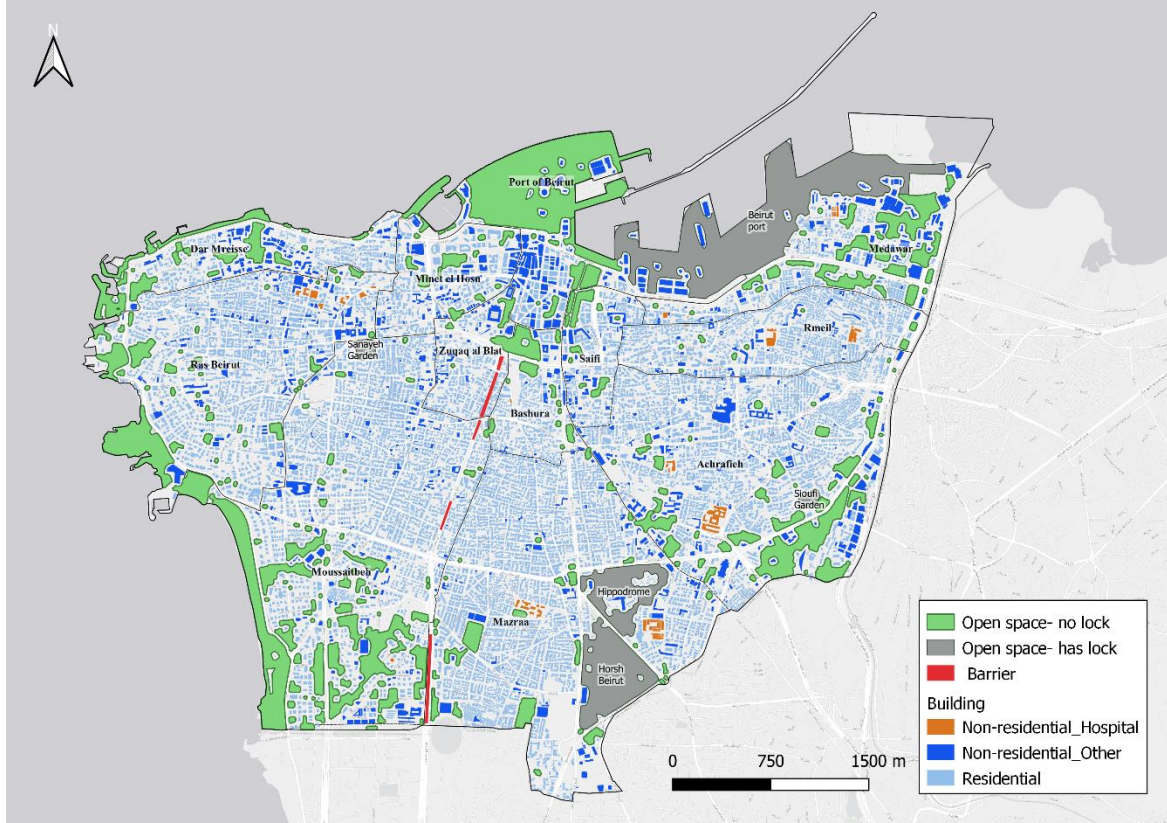 N
Port of Beirut
Beirut
port
Dar Mreisse
Medawar
Minet el Hosn
Rmeil
Sanayeh
Garden
Zuqaq al Blat
Saifi
Ras Beirut
Bashura
Achrafieh
Sioufi
Garden
Moussaitbeh
Hippodrome
Mazraa
Horsh
Beirut
Open space- no lock
Open space- has lock
Barrier
Building
Non-residential_Hospital
Non-residential_Other
Residential
0 750 1500 m